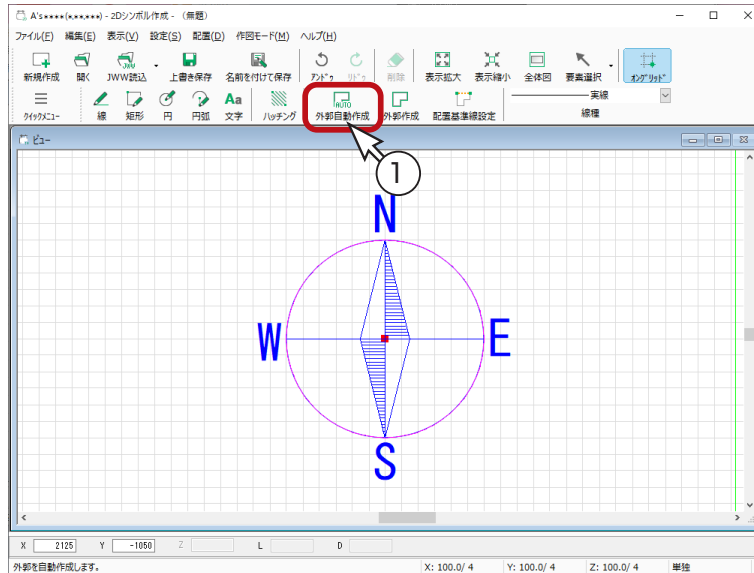 A's****(*.**.***) - 2Dシンボル作成 - （無題）
ファイル(F) 編集(E) 表示(V) 設定(S) 配置(D) 作図モード(M) ヘルプ(H)
新規作成 開く JWW JWW読込 上書き保存 名前を付けて保存 アンドゥ リドゥ 削除 表示拡大 表示縮小 全体図 要素選択 オングリッド
クイックメニュー 線 矩形 円 円弧 Aa 文字 ハッチング AUTO 外郭自動作成 外郭作成 配置基準線設定 実線 線種
ビュー
1
N
W E
S
X 2125 Y -1050 Z L D
外郭を自動作成します。 X: 100.0/ 4 Y: 100.0/ 4 Z: 100.0/ 4 単独